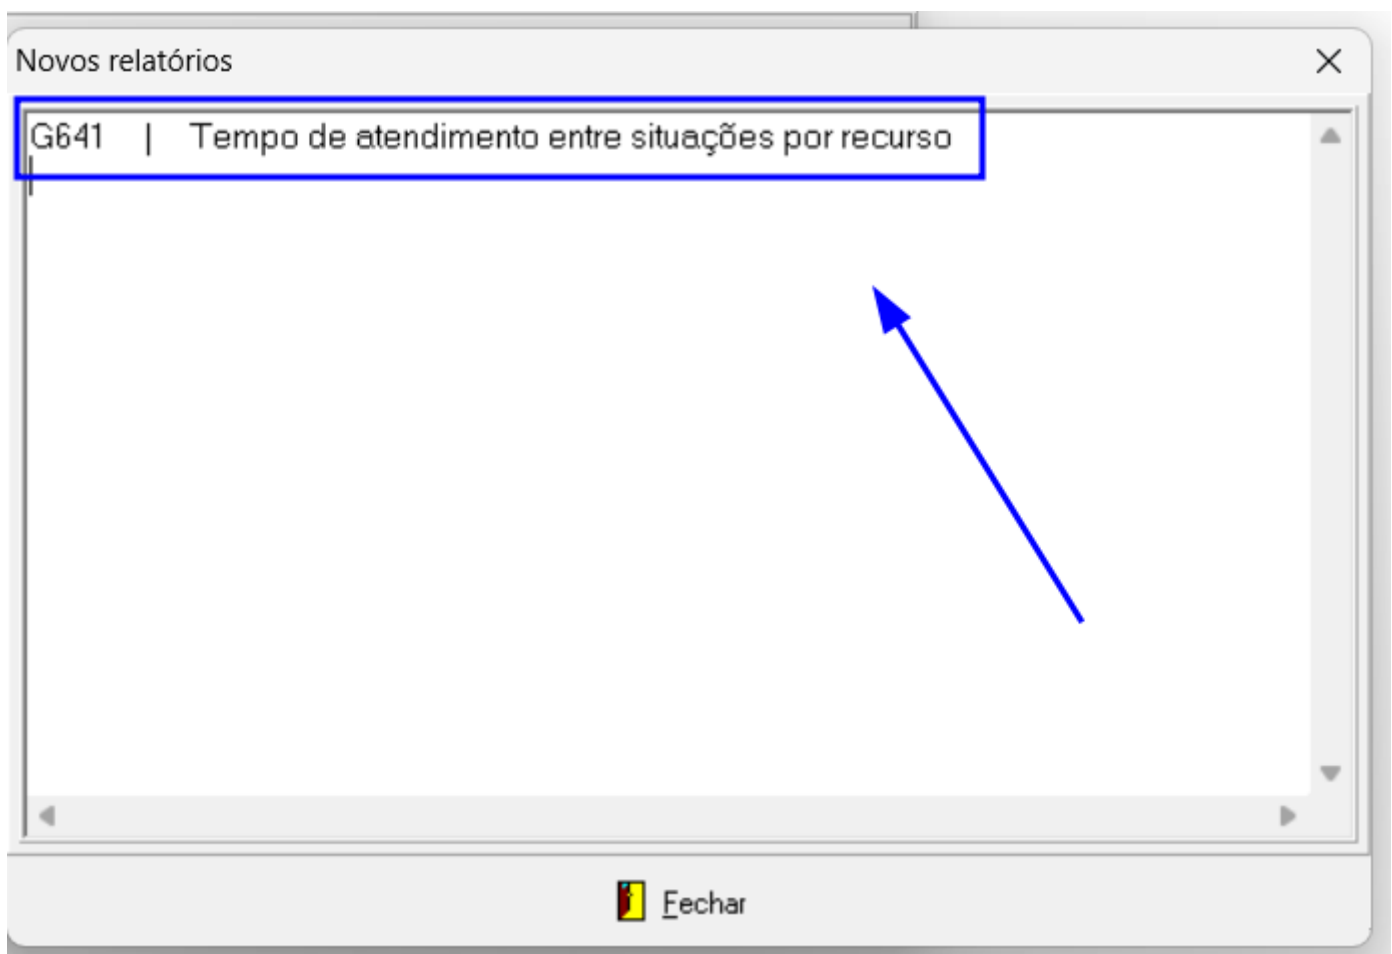 Novos relatórios
G641 | Tempo de atendimento entre situações por recurso
Fechar